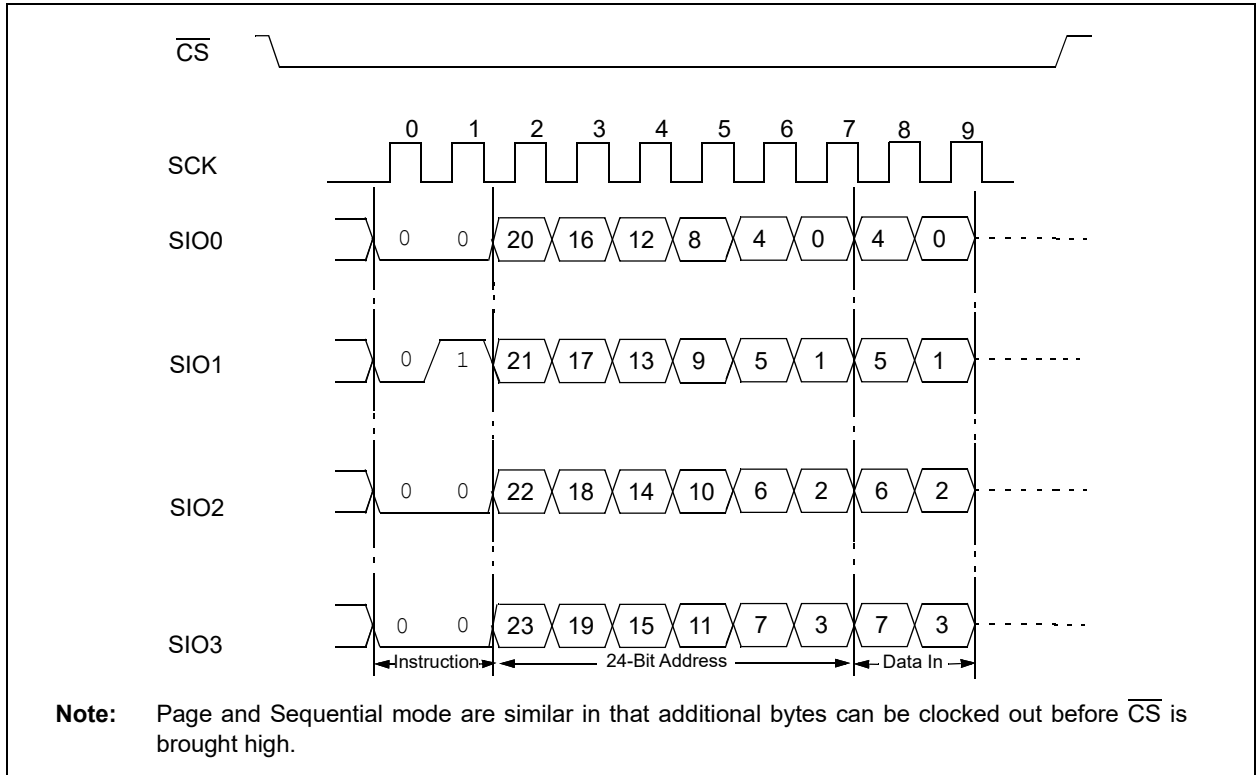 CS
0 1 2 3 4 5 6 7 8 9
SCK
SIO0 0 0 20 16 12 8 4 0 4 0
SIO1 0 1 21 17 13 9 5 1 5 1
SIO2 0 0 22 18 14 10 6 2 6 2
SIO3 0 0 23 19 15 11 7 3 7 3
Instruction 24-Bit Address Data In
Note: Page and Sequential mode are similar in that additional bytes can be clocked out before CS is
brought high.